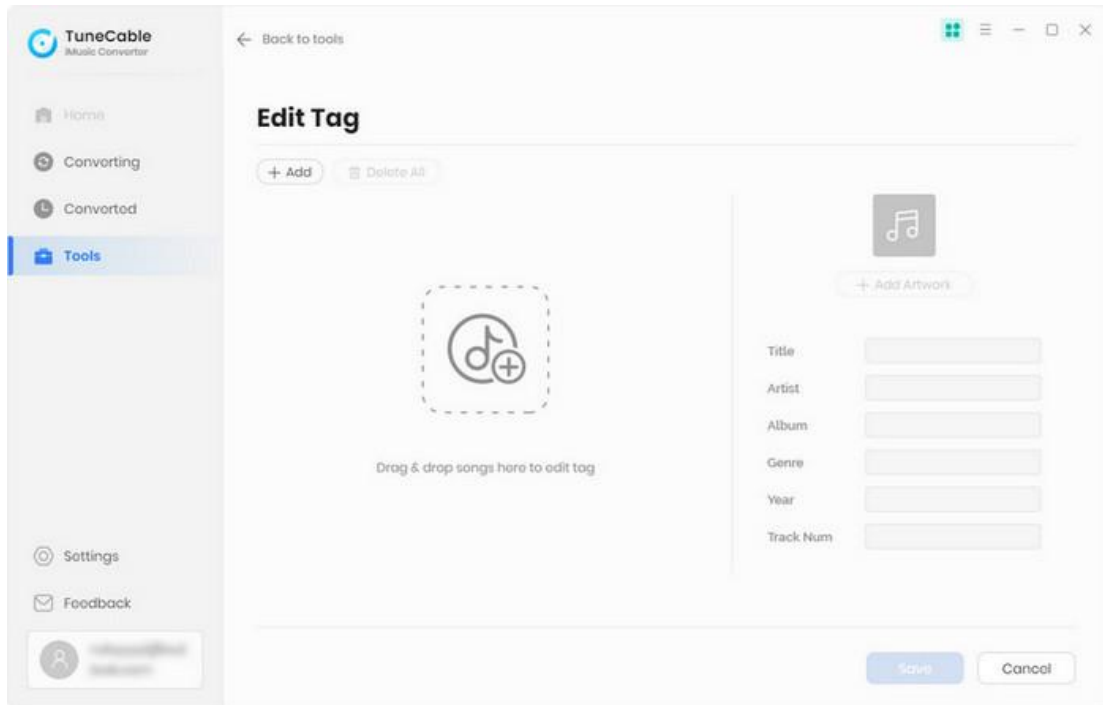 TuneCable
iMusic Converter
Back to tools
Home
Edit Tag
Converting
+ Add
Delete All
Converted
Tools
+ Add Artwork
Title
Artist
Album
Drag & drop songs here to edit tag
Genre
Year
Track Num
Settings
Feedback
Save
Cancel